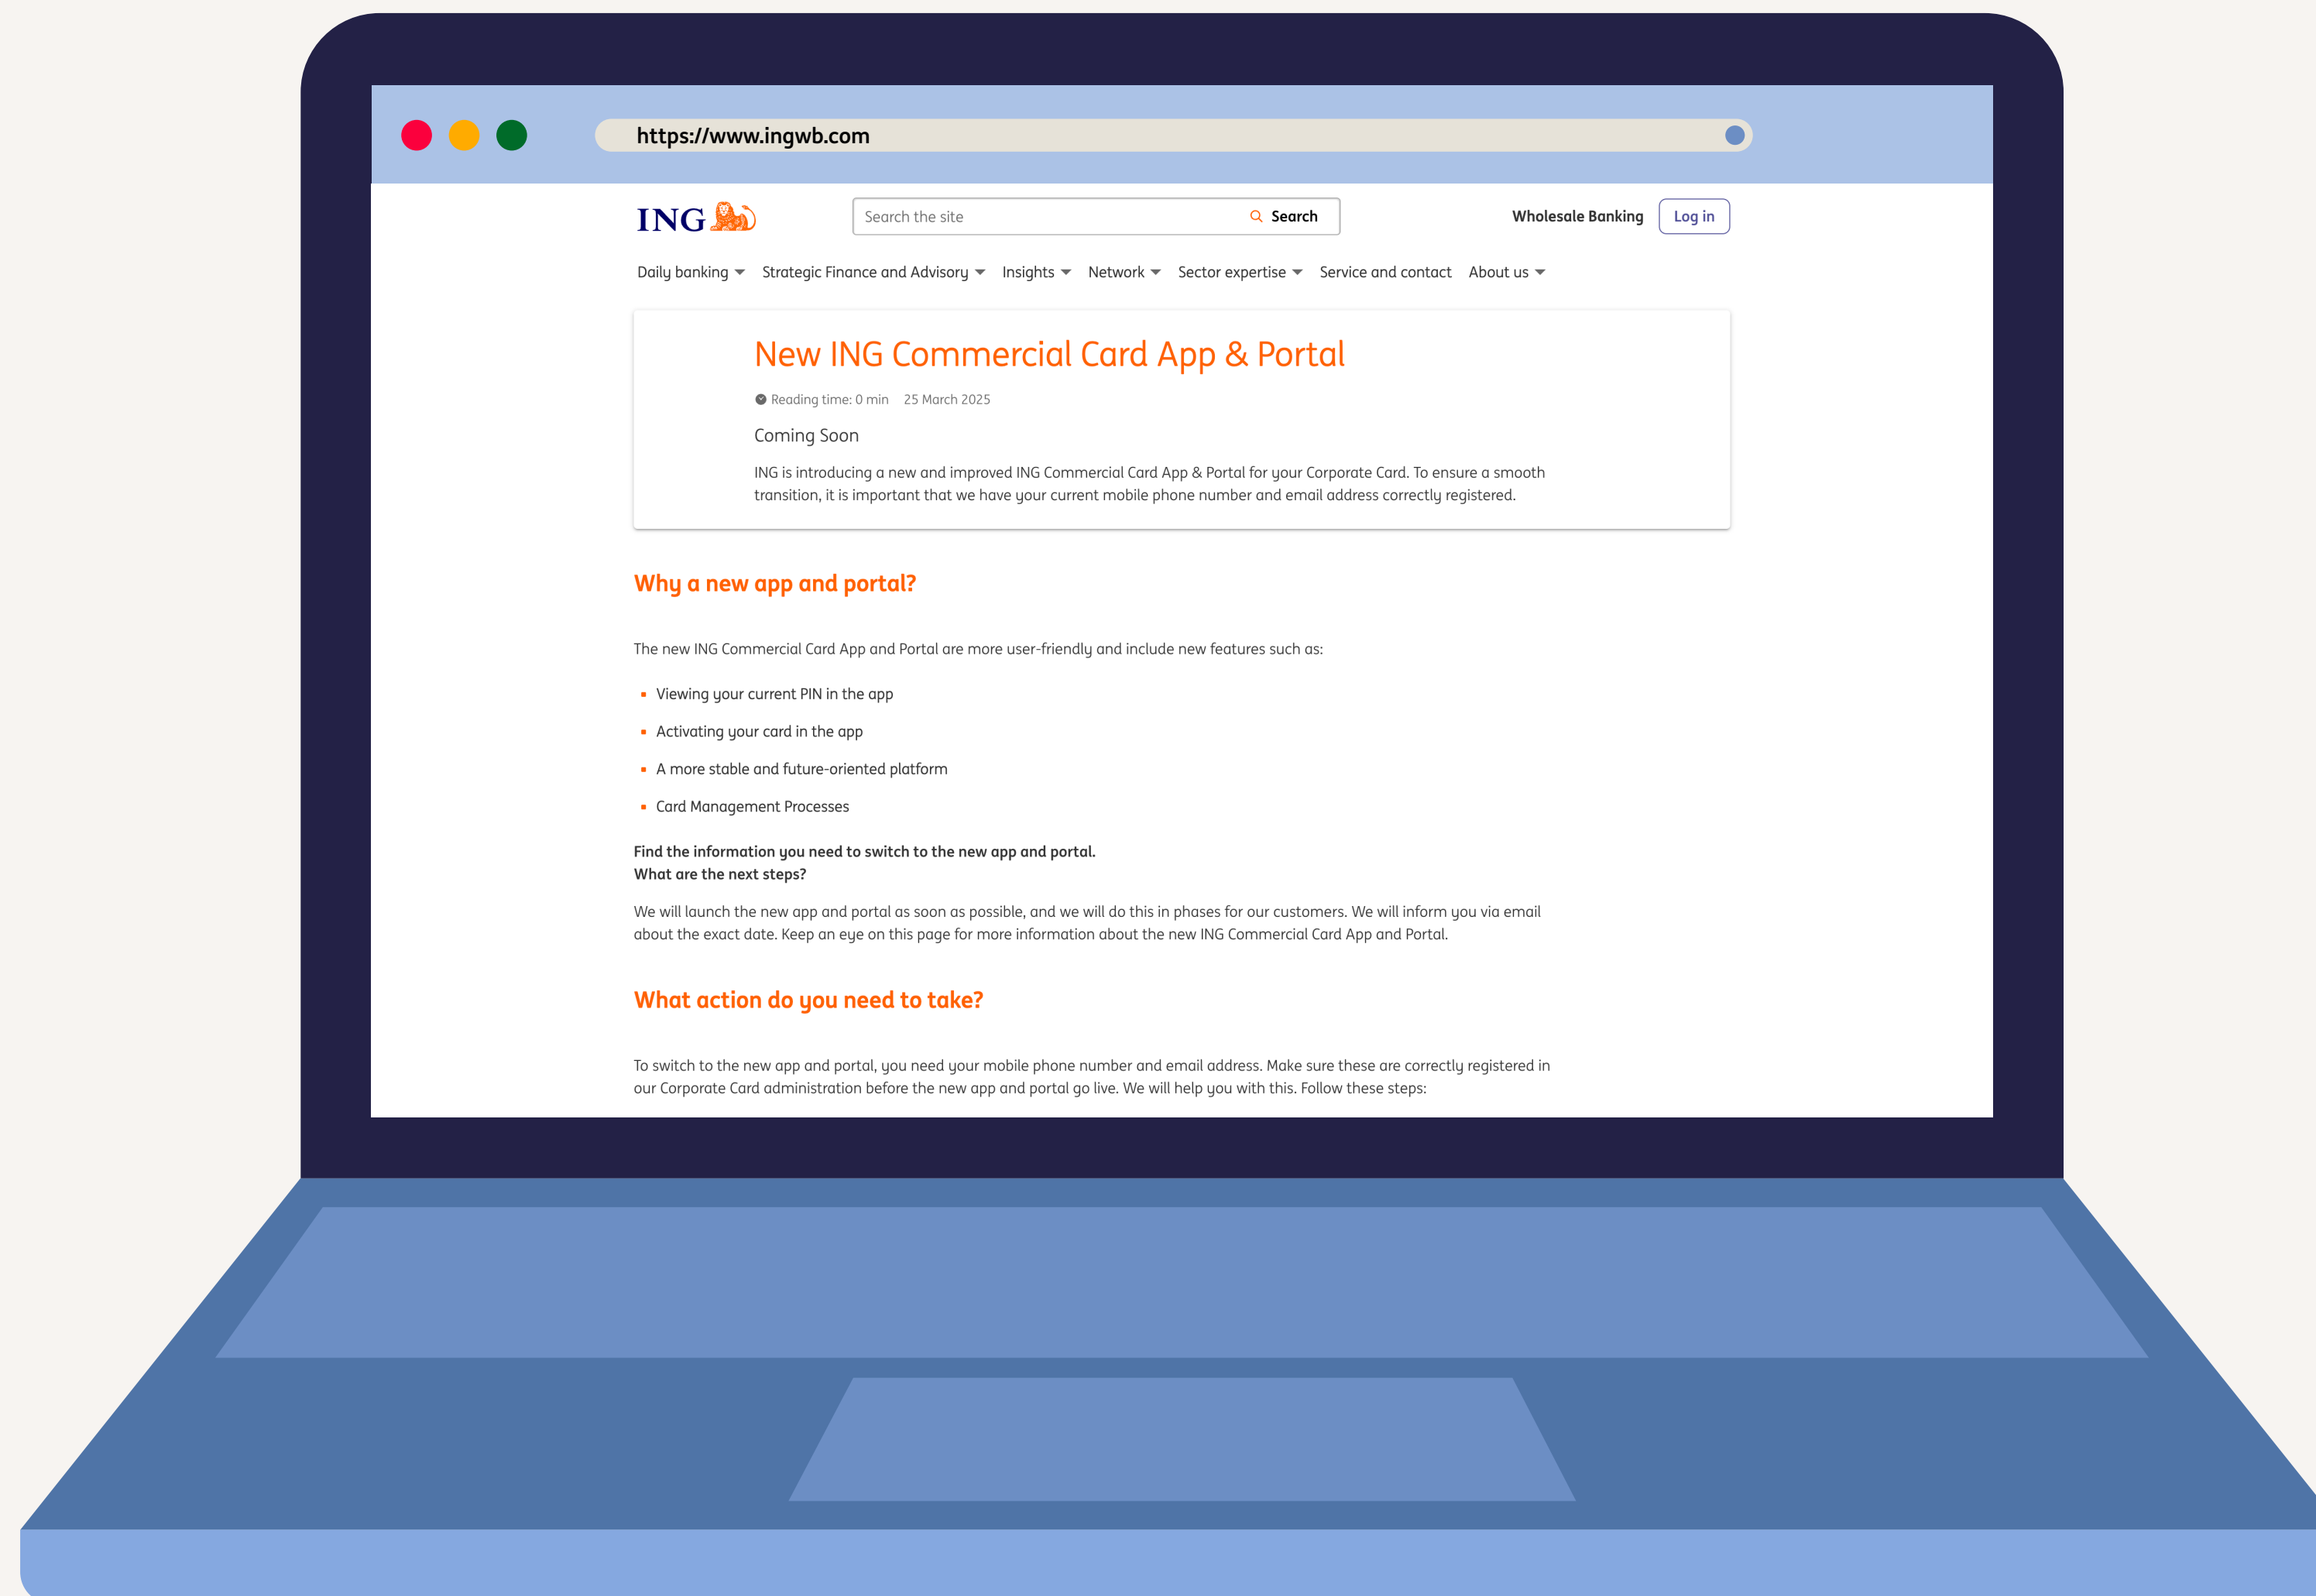 https://www.ingwb.com
ING
Search the site
Search
Wholesale Banking
Log in
Daily banking
Strategic Finance and Advisory
Insights
Network
Sector expertise
Service and contact
About us
New ING Commercial Card App & Portal
Reading time: 0 min 25 March 2025
Coming Soon
ING is introducing a new and improved ING Commercial Card App & Portal for your Corporate Card. To ensure a smooth
transition, it is important that we have your current mobile phone number and email address correctly registered.
Why a new app and portal?
The new ING Commercial Card App and Portal are more user-friendly and include new features such as:
Viewing your current PIN in the app
Activating your card in the app
A more stable and future-oriented platform
Card Management Processes
Find the information you need to switch to the new app and portal.
What are the next steps?
We will launch the new app and portal as soon as possible, and we will do this in phases for our customers. We will inform you via email
about the exact date. Keep an eye on this page for more information about the new ING Commercial Card App and Portal.
What action do you need to take?
To switch to the new app and portal, you need your mobile phone number and email address. Make sure these are correctly registered in
our Corporate Card administration before the new app and portal go live. We will help you with this. Follow these steps: